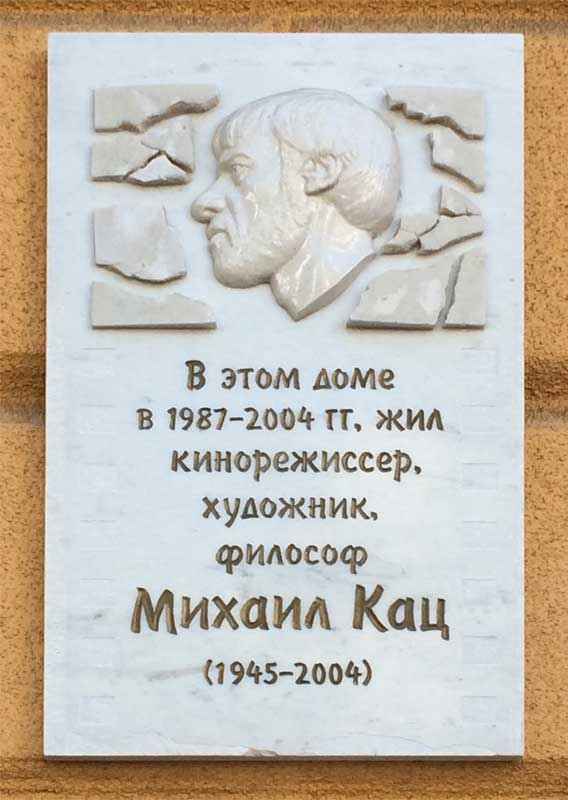 В этом доме
в 1987-2004 гг. жил
кинорежиссер,
художник,
философ
Михаил Кац
(1945-2004)